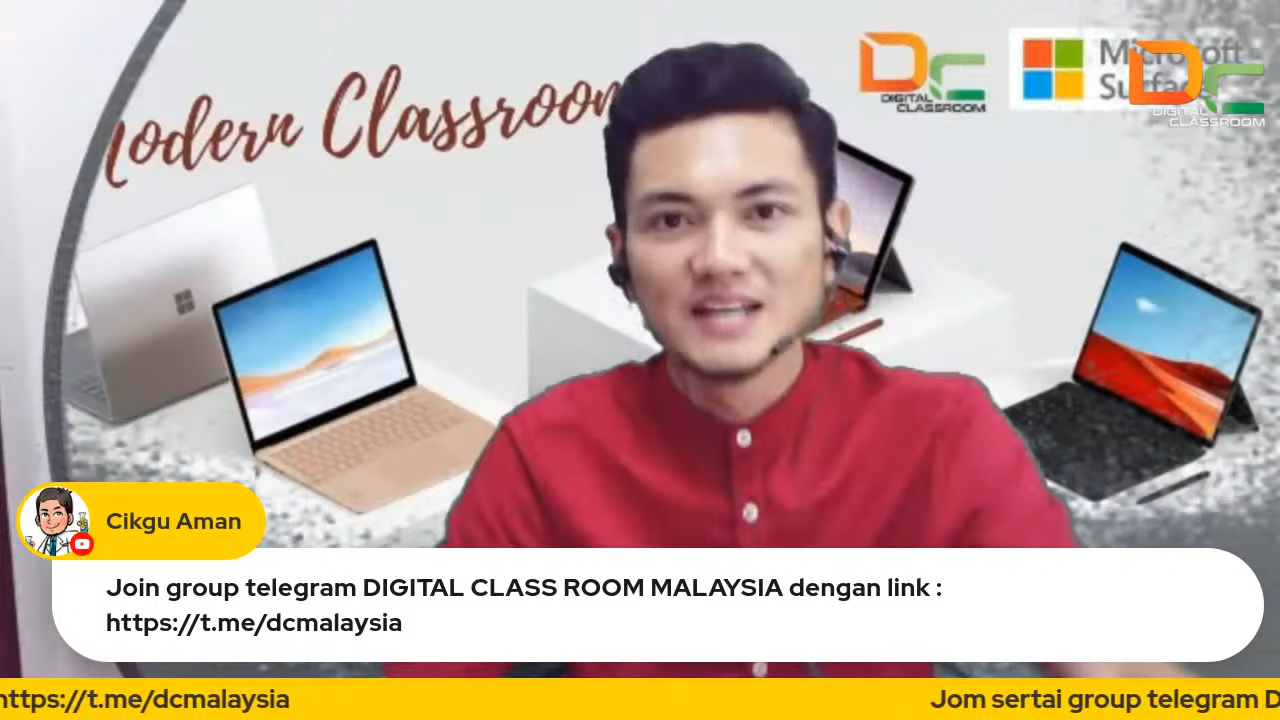 Modern Classroom
DIGITAL
CLASSROOM
Microsoft
Surface
DIGITAL
CLASSROOM
Cikgu Aman
Join group telegram DIGITAL CLASS ROOM MALAYSIA dengan link :
https://t.me/dcmalaysia
https://t.me/dcmalaysia
Jom sertai group telegram D